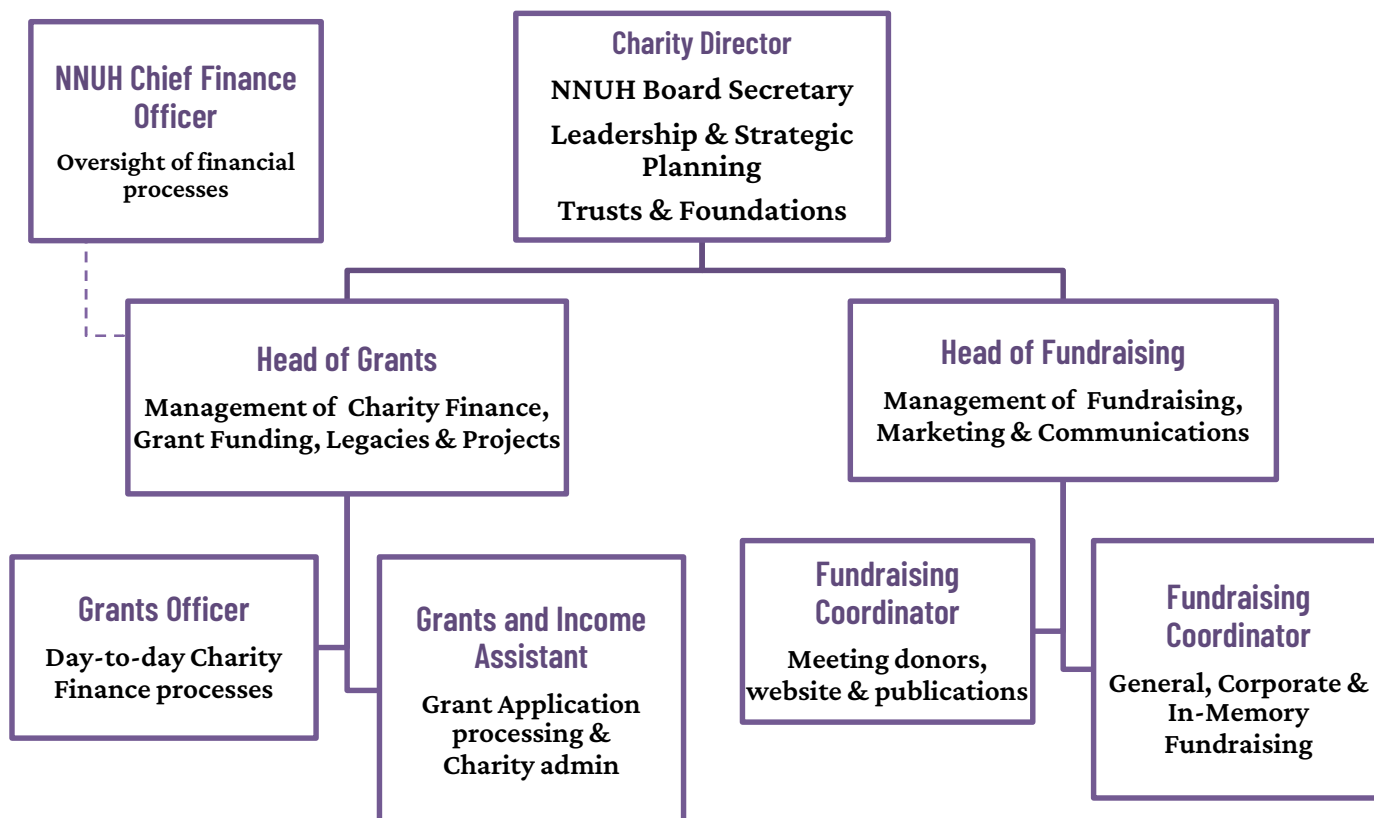 NNUH Chief Finance
Officer
Oversight of financial
processes
Charity Director
NNUH Board Secretary
Leadership & Strategic
Planning
Trusts & Foundations
Head of Grants
Management of Charity Finance,
Grant Funding, Legacies & Projects
Head of Fundraising
Management of Fundraising,
Marketing & Communications
Grants Officer
Day-to-day Charity
Finance processes
Grants and Income
Assistant
Grant Application
processing &
Charity admin
Fundraising
Coordinator
Meeting donors,
website & publications
Fundraising
Coordinator
General, Corporate &
In-Memory
Fundraising